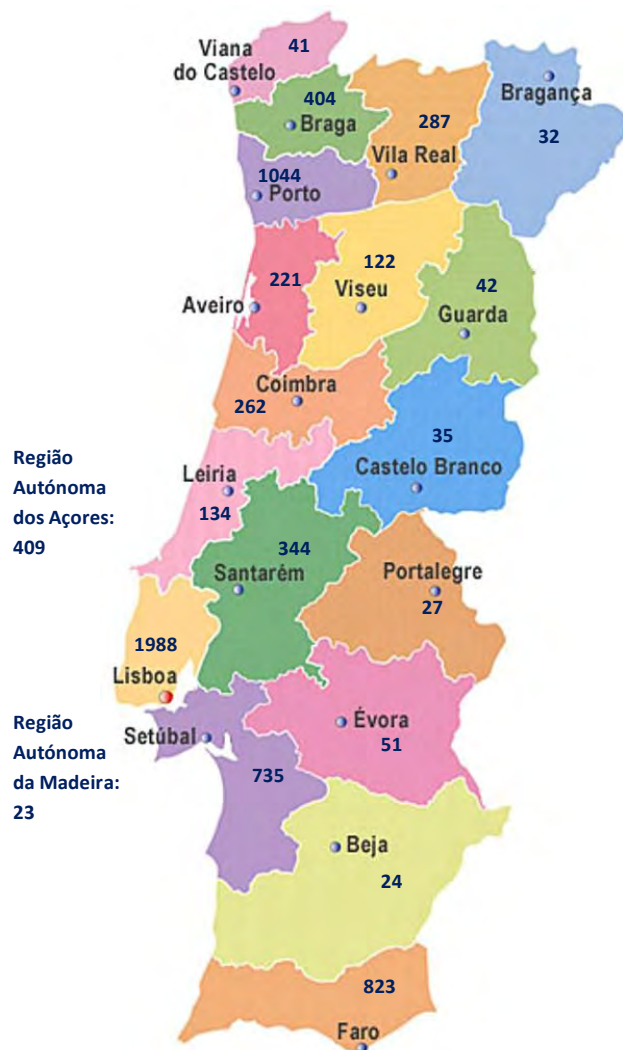 41
Viana
do Castelo
404
Braga
Bragança
32
287
Vila Real
1044
Porto
221
Aveiro
122
Viseu
42
Guarda
Coimbra
262
35
Castelo Branco
Região
Autónoma
dos Açores:
409
Leiria
134
344
Santarém
Portalegre
27
1988
Lisboa
Região
Autónoma
da Madeira:
23
Setúbal
735
Évora
51
Beja
24
823
Faro